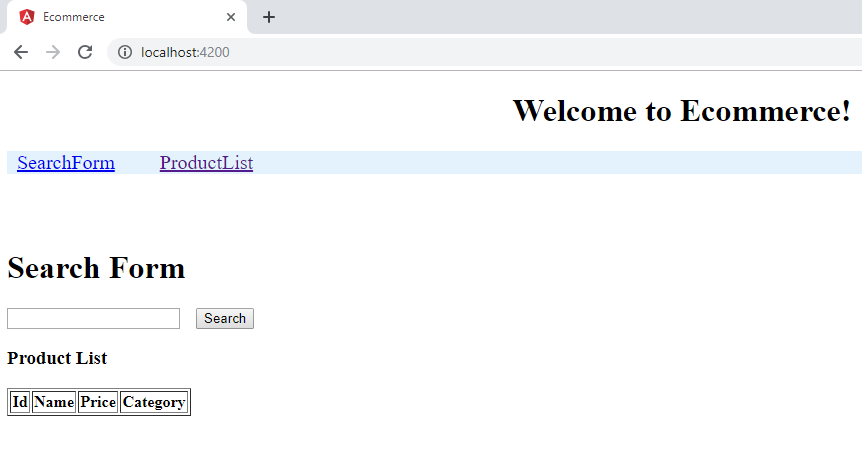 Ecommerce
localhost:4200
Welcome to Ecommerce!
SearchForm ProductList
Search Form
Search
Product List
Id Name Price Category